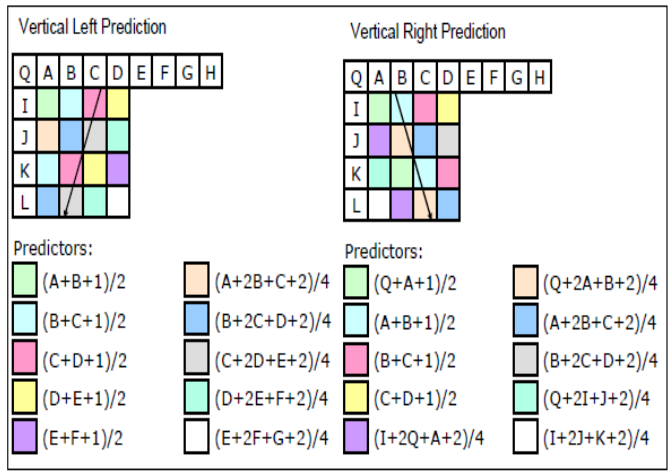 Vertical Left Prediction
Q A B C D E F G H
I
J
K
L
Predictors:
(A+B+1)/2 (A+2B+C+2)/4
(B+C+1)/2 (B+2C+D+2)/4
(C+D+1)/2 (C+2D+E+2)/4
(D+E+1)/2 (D+2E+F+2)/4
(E+F+1)/2 (E+2F+G+2)/4
Vertical Right Prediction
Q A B C D E F G H
I
J
K
L
Predictors:
(Q+A+1)/2 (Q+2A+B+2)/4
(A+B+1)/2 (A+2B+C+2)/4
(B+C+1)/2 (B+2C+D+2)/4
(C+D+1)/2 (Q+2I+J+2)/4
(I+2Q+A+2)/4 (I+2J+K+2)/4